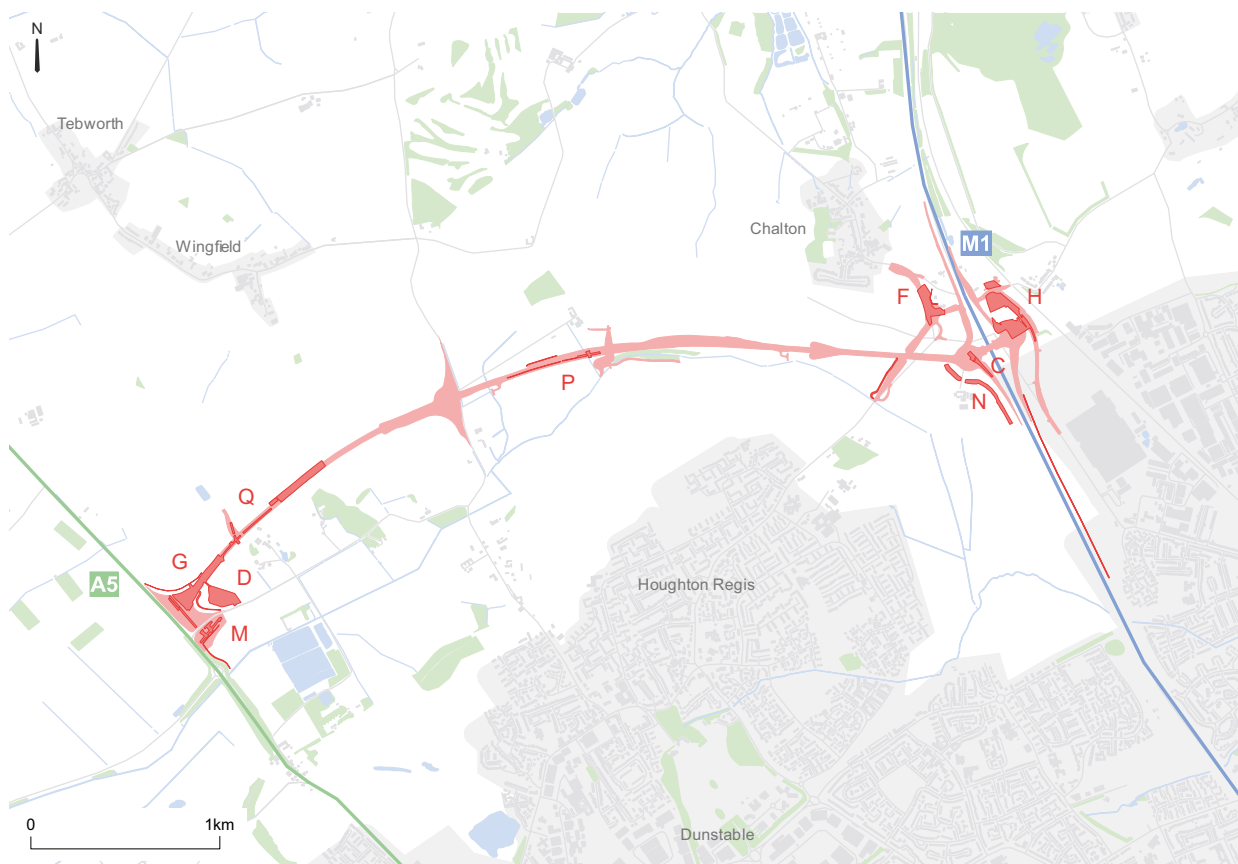 N
Tebworth
Wingfield
Chalton
M1
F
H
P
C
N
Q
G
D
A5
M
Houghton Regis
0
1km
Dunstable